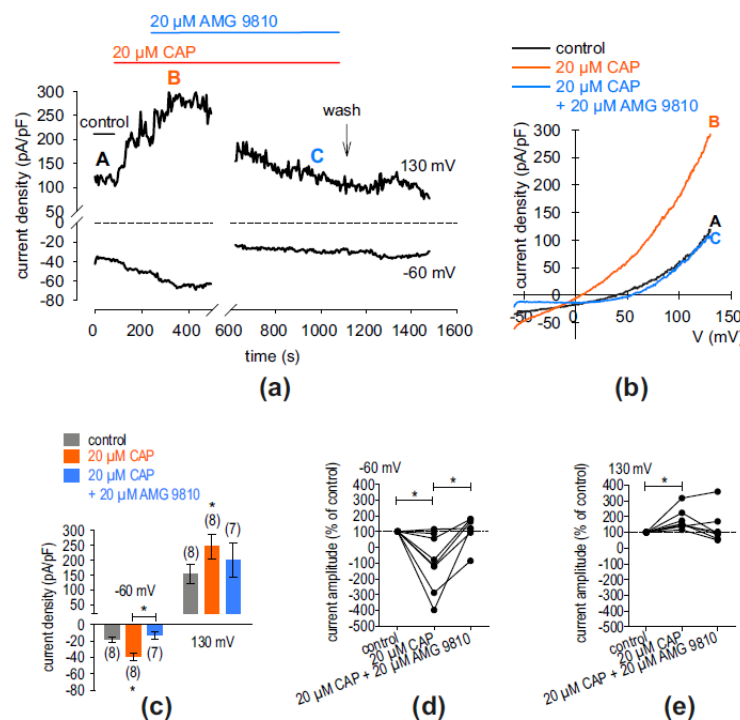 20 µM AMG 9810
20 µM CAP
300
250
200
150
100
50
0
-20
-40
-60
-80
current density (pA/pF)
control
A
B
C
wash
130 mV
-60 mV
0
200
400
600
800
1000
1200
1400
1600
time (s)
(a)
control
20 µM CAP
20 µM CAP
+ 20 µM AMG 9810
300
250
200
150
100
50
0
-50
current density (pA/pF)
B
A
C
-50
0
50
100
150
V (mV)
(b)
control
20 µM CAP
20 µM CAP
+ 20 µM AMG 9810
300
250
200
150
100
50
0
-20
-40
-60
-80
current density (pA/pF)
-60 mV
*
(8)
(8)
(7)
*
(8)
(8)
(7)
*
130 mV
(c)
-60 mV
*
*
400
300
200
100
0
100
200
300
400
500
current amplitude (% of control)
control
20 µM CAP
20 µM CAP + 20 µM AMG 9810
(d)
130 mV
*
400
300
200
100
0
-100
-200
-300
-400
-500
current amplitude (% of control)
control
20 µM CAP
20 µM CAP + 20 µM AMG 9810
(e)